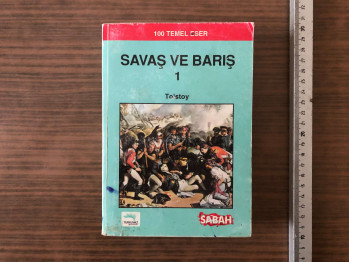 100 TEMEL ESER
SAVAŞ VE BARIŞ
1
Tolstoy
SABAH